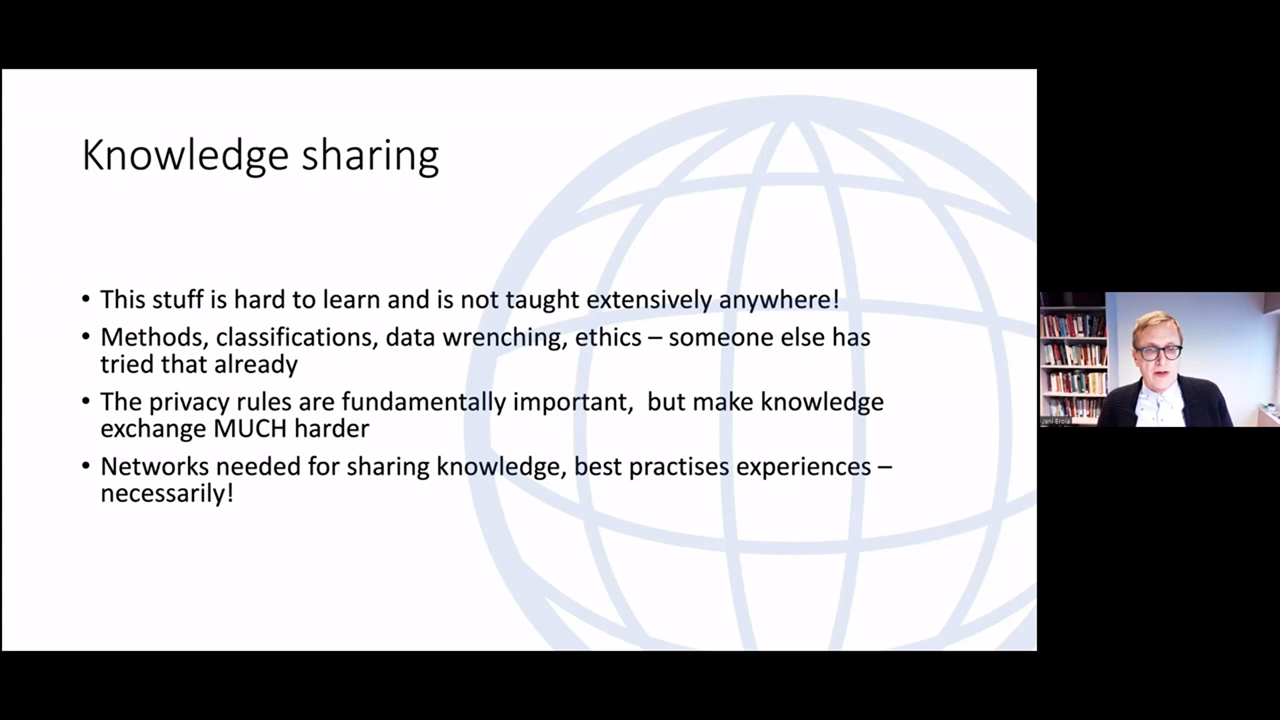 Knowledge sharing
• This stuff is hard to learn and is not taught extensively anywhere!
• Methods, classifications, data wrenching, ethics – someone else has
tried that already
• The privacy rules are fundamentally important,  but make knowledge
exchange MUCH harder
• Networks needed for sharing knowledge, best practises experiences –
necessarily!
Jani Erola